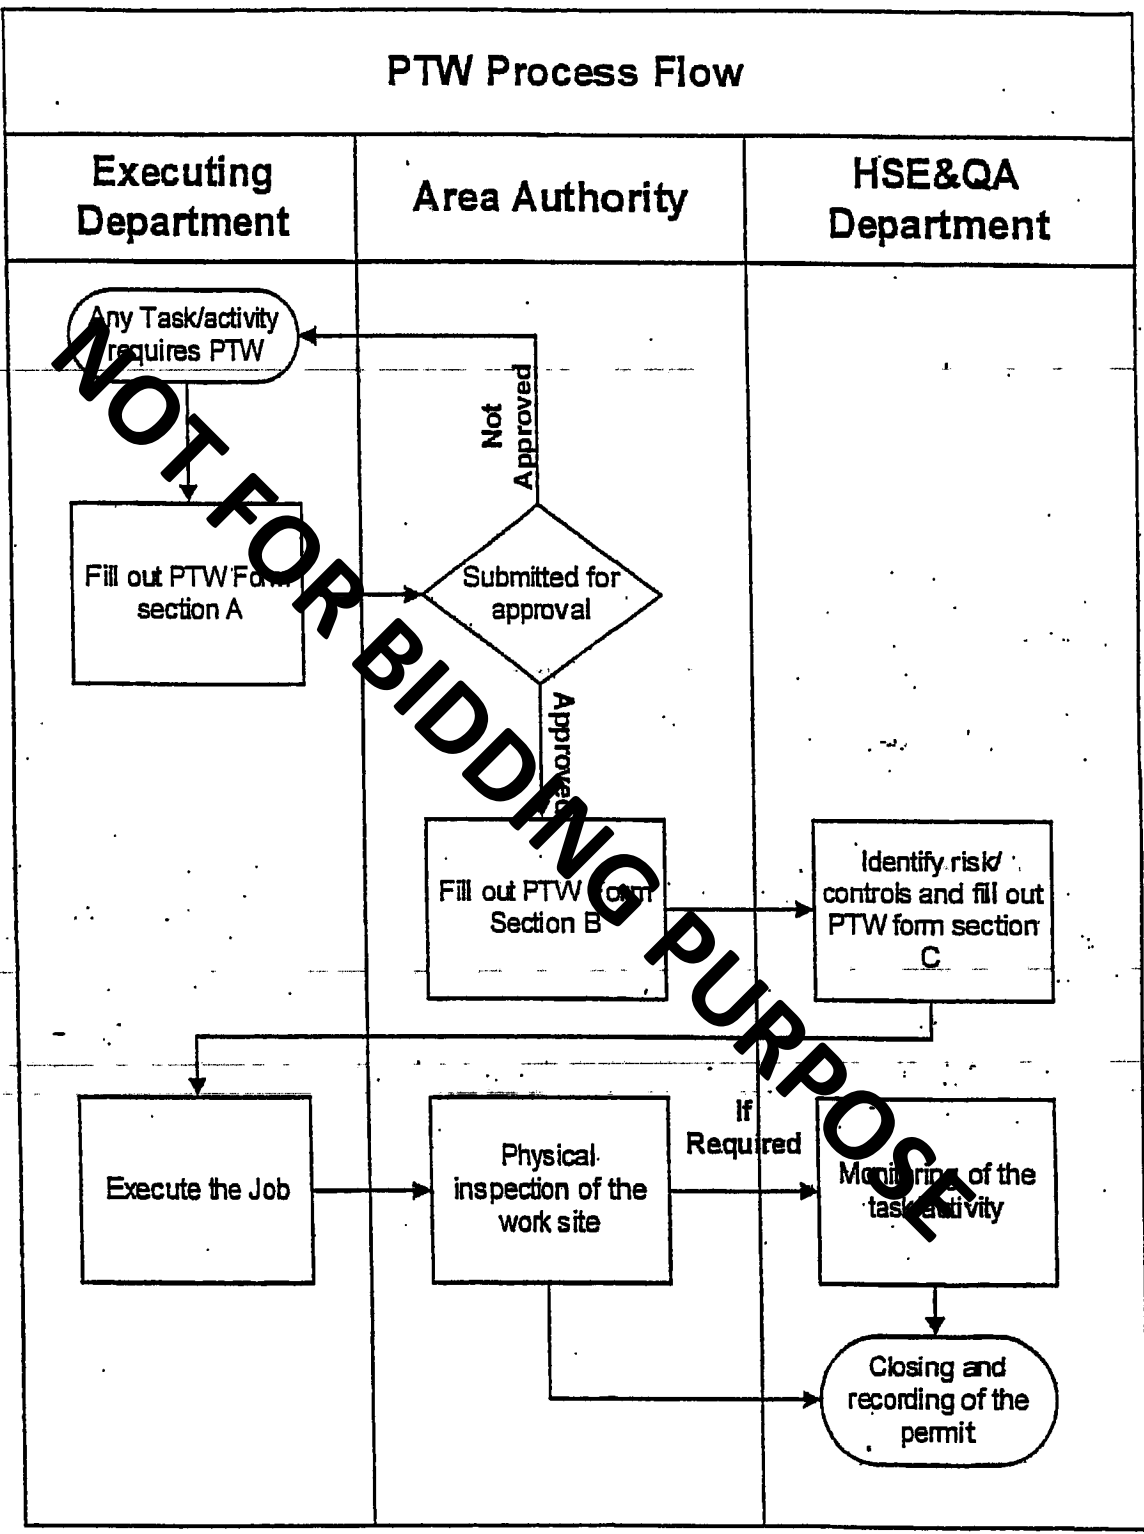 PTW Process Flow
Executing
Department
Area Authority
HSE&QA
Department
Any Task/activity
requires PTW
Not
Approved
Fill out PTW Form
section A
Submitted for
approval
Approved
Fill out PTW Form
Section B
Identify risk/
controls and fill out
PTW form section
C
Execute the Job
Physical
inspection of the
work site
If
Required
Monitoring of the
task/activity
Closing and
recording of the
permit
NOT FOR BIDDING PURPOSE